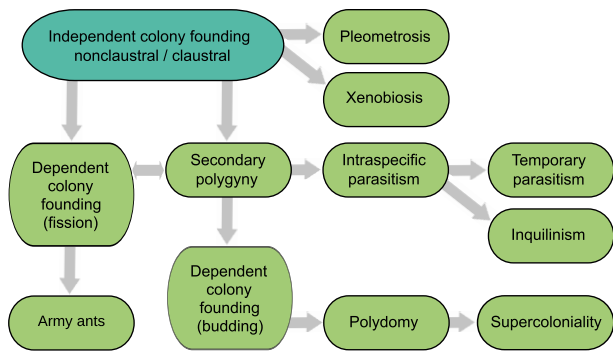 Independent colony founding
nonclaustral / claustral
Pleometrosis
Xenobiosis
Dependent
colony
founding
(fission)
Secondary
polygyny
Intraspecific
parasitism
Temporary
parasitism
Inquilinism
Dependent
colony
founding
(budding)
Army ants
Polydomy
Supercoloniality